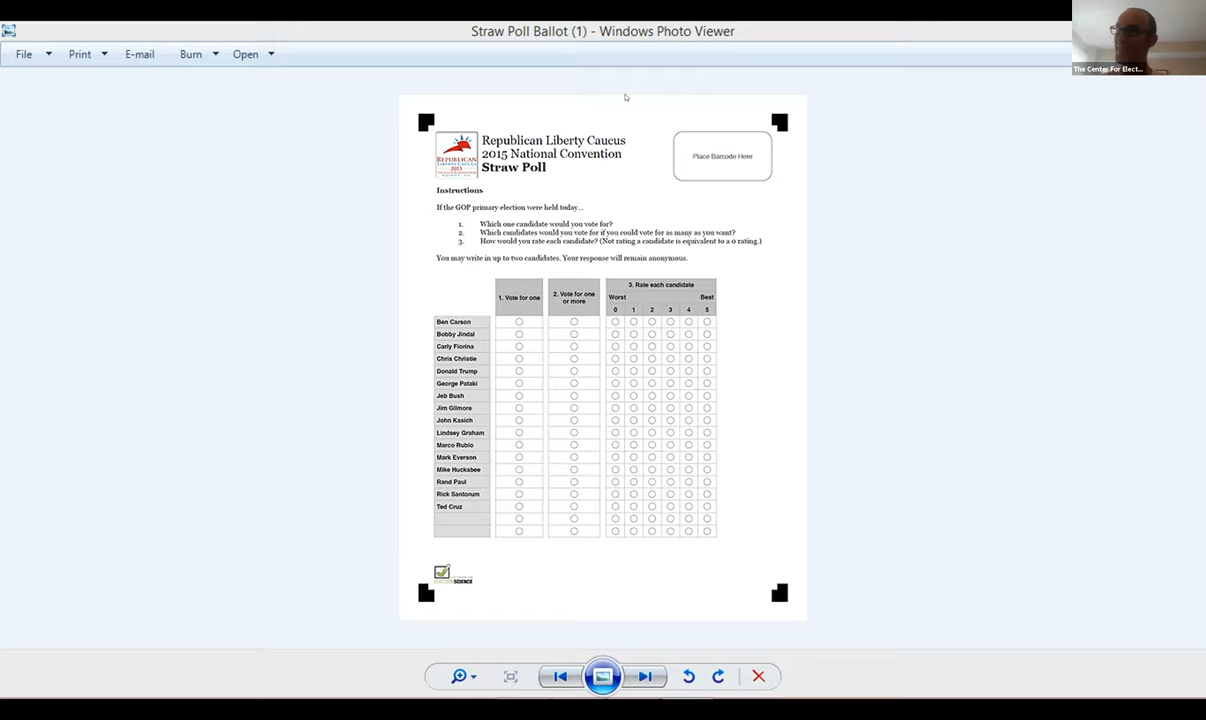 Straw Poll Ballot (1) - Windows Photo Viewer
File Print E-mail Burn Open
The Center For Elect...
Republican Liberty Caucus
2015 National Convention
Straw Poll
REPUBLICAN
LIBERTY CAUCUS
2015
Place Barcode Here
Instructions
If the GOP primary election were held today...
1. Which one candidate would you vote for?
2. Which candidates would you vote for if you could vote for as many as you want?
3. How would you rate each candidate? (Not rating a candidate is equivalent to a 0 rating.)
You may write in up to two candidates. Your response will remain anonymous.
1. Vote for one
2. Vote for one
or more
3. Rate each candidate
Worst Best
0 1 2 3 4 5
Ben Carson
Bobby Jindal
Carly Fiorina
Chris Christie
Donald Trump
George Pataki
Jeb Bush
Jim Gilmore
John Kasich
Lindsey Graham
Marco Rubio
Mark Everson
Mike Huckabee
Rand Paul
Rick Santorum
Ted Cruz
ELECTION SCIENCE